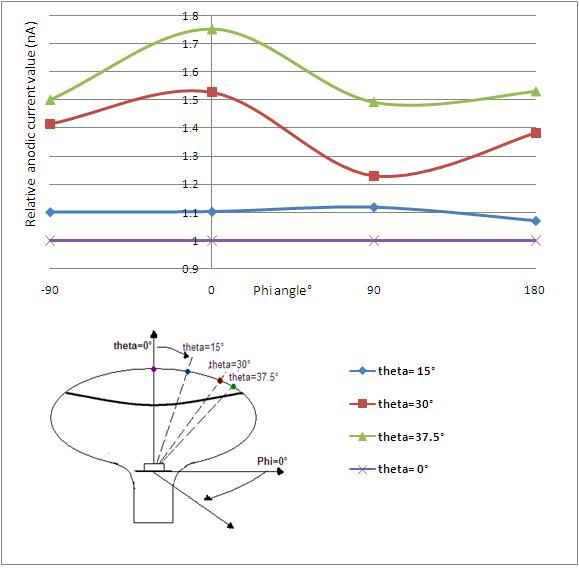 1.8
1.7
1.6
1.5
1.4
1.3
1.2
1.1
1
0.9
Relative anodic current value (nA)
-90 0 90 180
Phi angle°
theta=0°
theta=15°
theta=30°
theta=37.5°
Phi=0°
theta= 15°
theta=30°
theta=37.5°
theta= 0°